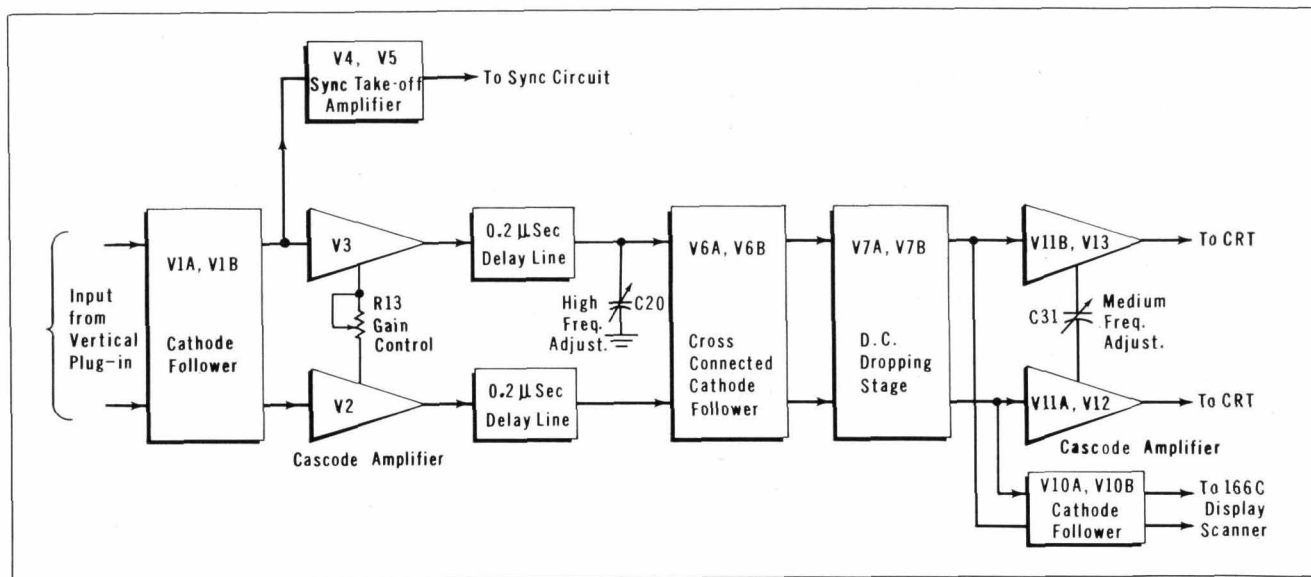 V4, V5
Sync Take-off
Amplifier
To Sync Circuit
Input
from
Vertical
Plug-in
V1A, V1B
Cathode
Follower
V3
R13
Gain
Control
V2
Cascode Amplifier
0.2 μSec
Delay Line
0.2 μSec
Delay Line
High
Freq.
Adjust.
C20
V6A, V6B
Cross
Connected
Cathode
Follower
V7A, V7B
D.C.
Dropping
Stage
V11B, V13
To CRT
C31
Medium
Freq.
Adjust.
V11A, V12
To CRT
Cascode Amplifier
V10A, V10B
Cathode
Follower
To 166C
Display
Scanner